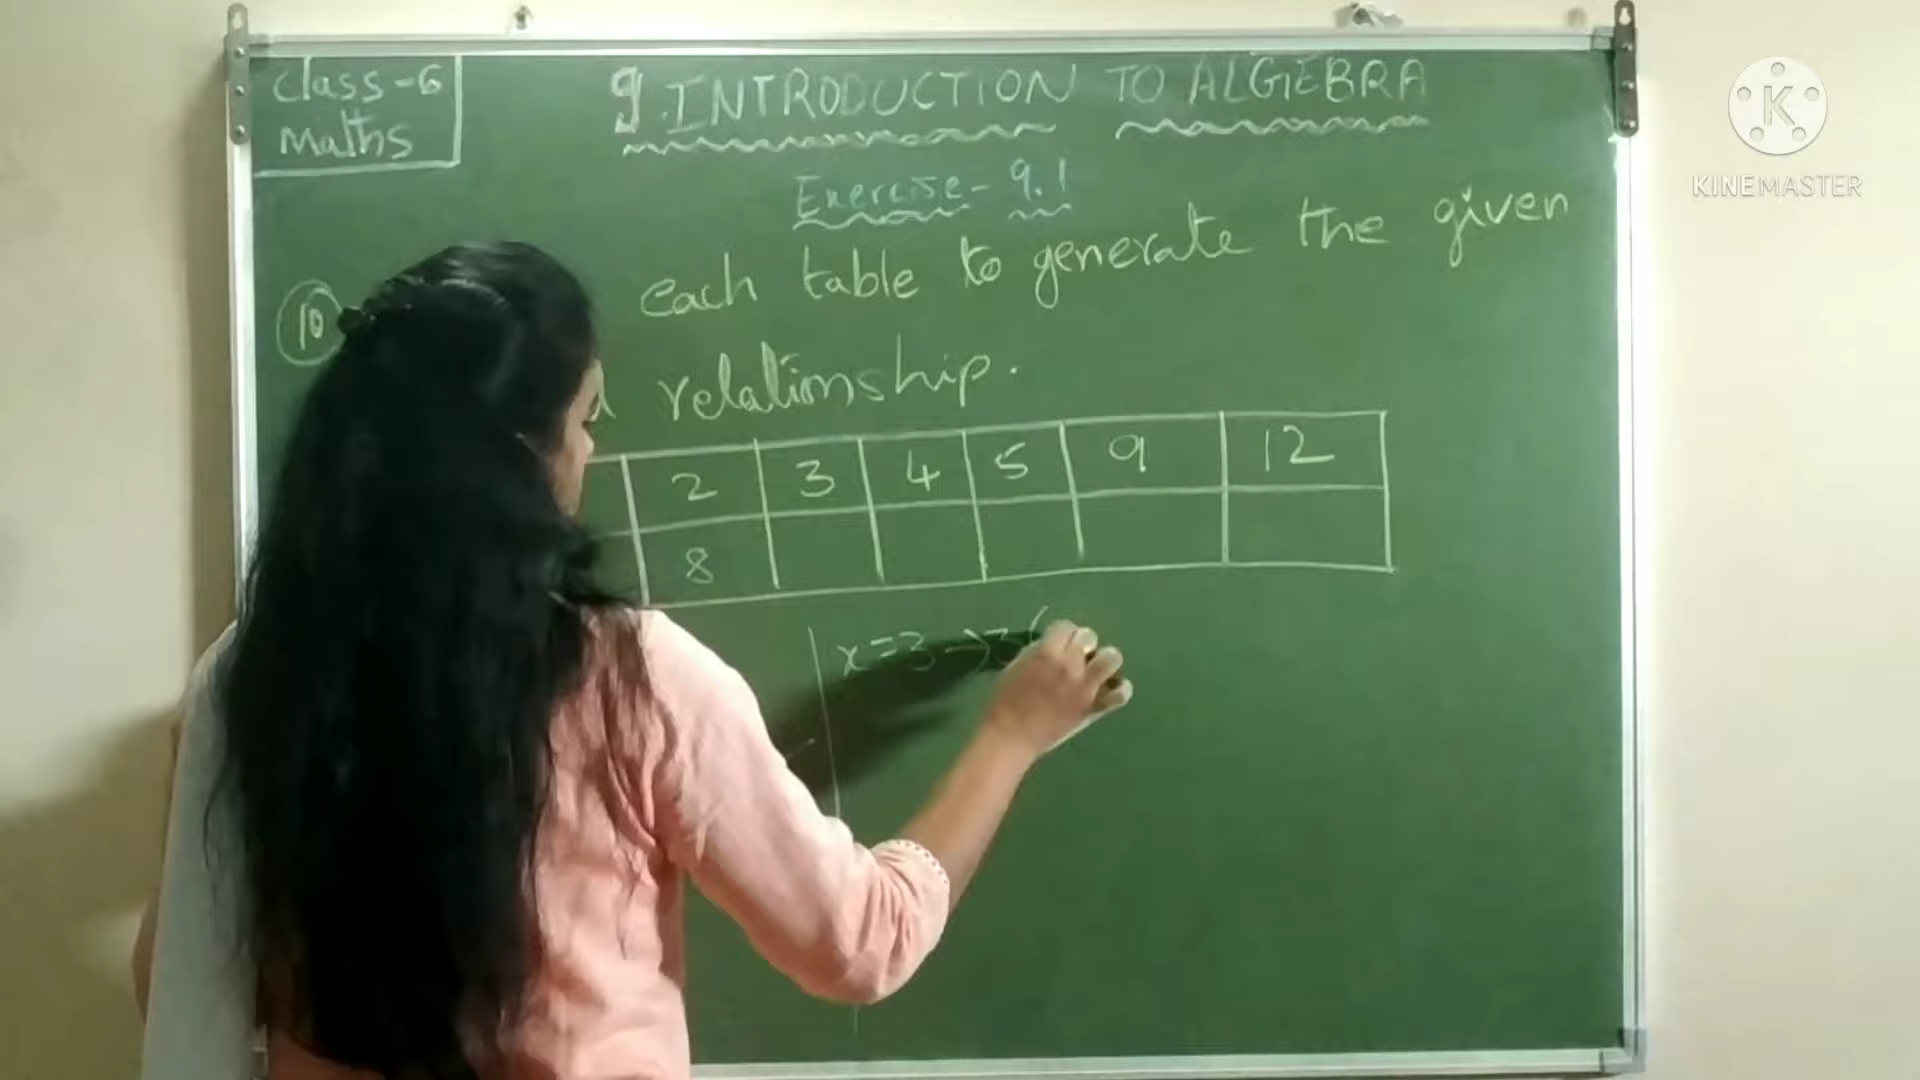 Class-6
Maths
9.INTRODUCTION TO ALGEBRA
Exercise-9.1
10 each table to generate the given
relationship.
2 3 4 5 9 12
8
x=3→3(
K
KINEMASTER